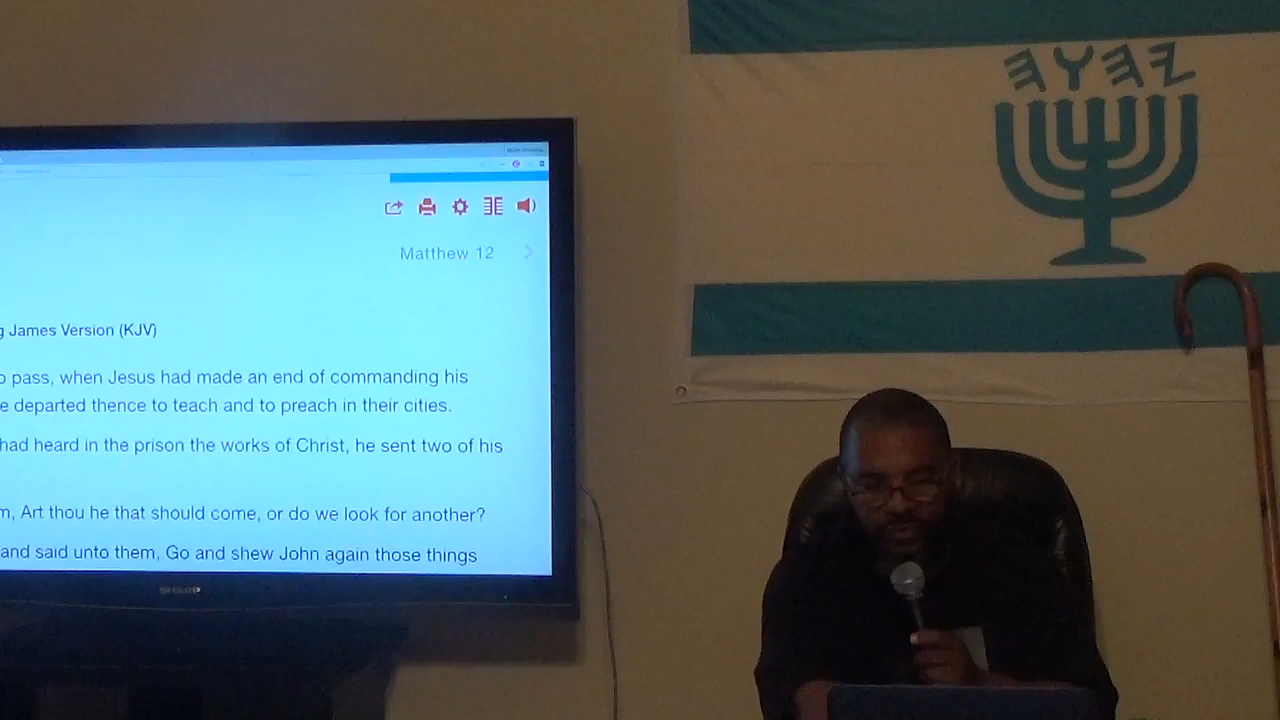 𐤉𐤄𐤅𐤄
Matthew 12
g James Version (KJV)
o pass, when Jesus had made an end of commanding his
e departed thence to teach and to preach in their cities.
had heard in the prison the works of Christ, he sent two of his
m, Art thou he that should come, or do we look for another?
and said unto them, Go and shew John again those things
SHARP